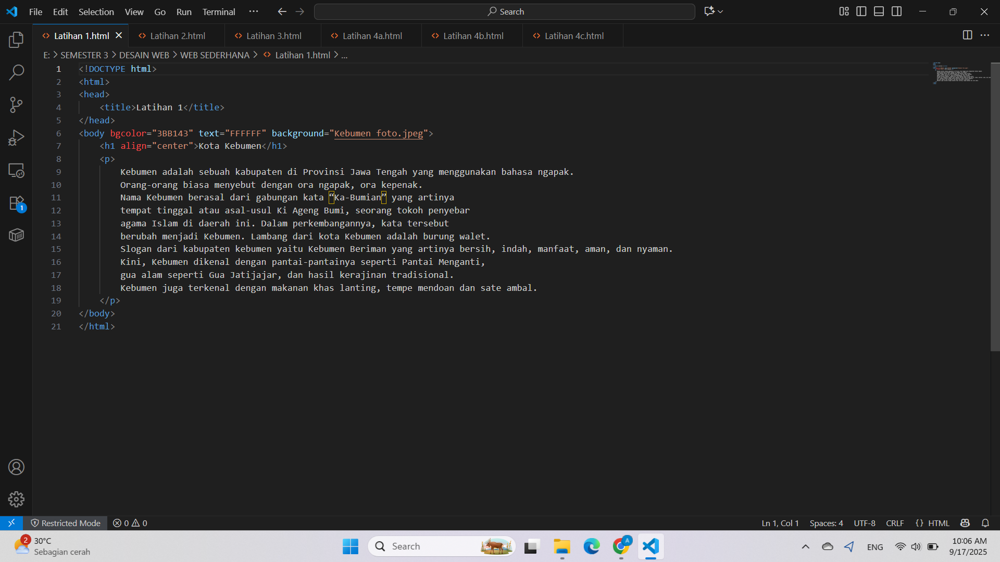 File Edit Selection View Go Run Terminal ··· Search
Latihan 1.html Latihan 2.html Latihan 3.html Latihan 4a.html Latihan 4b.html Latihan 4c.html
E: > SEMESTER 3 > DESAIN WEB > WEB SEDERHANA > <> Latihan 1.html > ...
1 <!DOCTYPE html>
2 <html>
3 <head>
4 <title>Latihan 1</title>
5 </head>
6 <body bgcolor="3BB143" text="FFFFFF" background="Kebumen foto.jpeg">
7 <h1 align="center">Kota Kebumen</h1>
8 <p>
9 Kebumen adalah sebuah kabupaten di Provinsi Jawa Tengah yang menggunakan bahasa ngapak.
10 Orang-orang biasa menyebut dengan ora ngapak, ora kepenak.
11 Nama Kebumen berasal dari gabungan kata “Ka-Bumian” yang artinya
12 tempat tinggal atau asal-usul Ki Ageng Bumi, seorang tokoh penyebar
13 agama Islam di daerah ini. Dalam perkembangannya, kata tersebut
14 berubah menjadi Kebumen. Lambang dari kota Kebumen adalah burung walet.
15 Slogan dari kabupaten kebumen yaitu Kebumen Beriman yang artinya bersih, indah, manfaat, aman, dan nyaman.
16 Kini, Kebumen dikenal dengan pantai-pantainya seperti Pantai Menganti,
17 gua alam seperti Gua Jatijajar, dan hasil kerajinan tradisional.
18 Kebumen juga terkenal dengan makanan khas lanting, tempe mendoan dan sate ambal.
19 </p>
20 </body>
21 </html>
1
Restricted Mode 0 0 Ln 1, Col 1 Spaces: 4 UTF-8 CRLF {} HTML
2 30°C
Sebagian cerah
Search
A
ENG
10:06 AM
9/17/2025